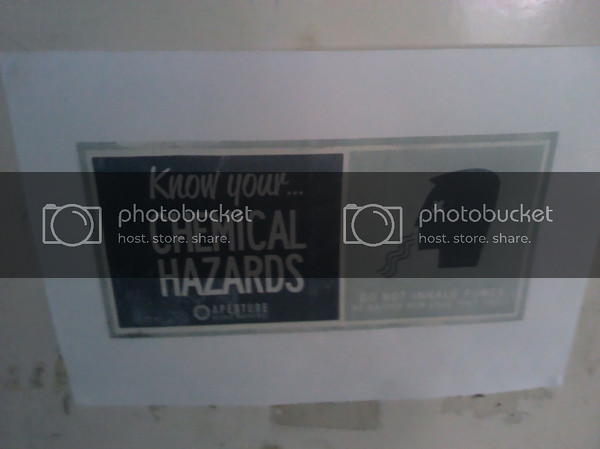 Know your...
CHEMICAL
HAZARDS
APERTURE
DO NOT INHALE FUMES
photobucket
host. store. share.
photobucket
host. store. share.